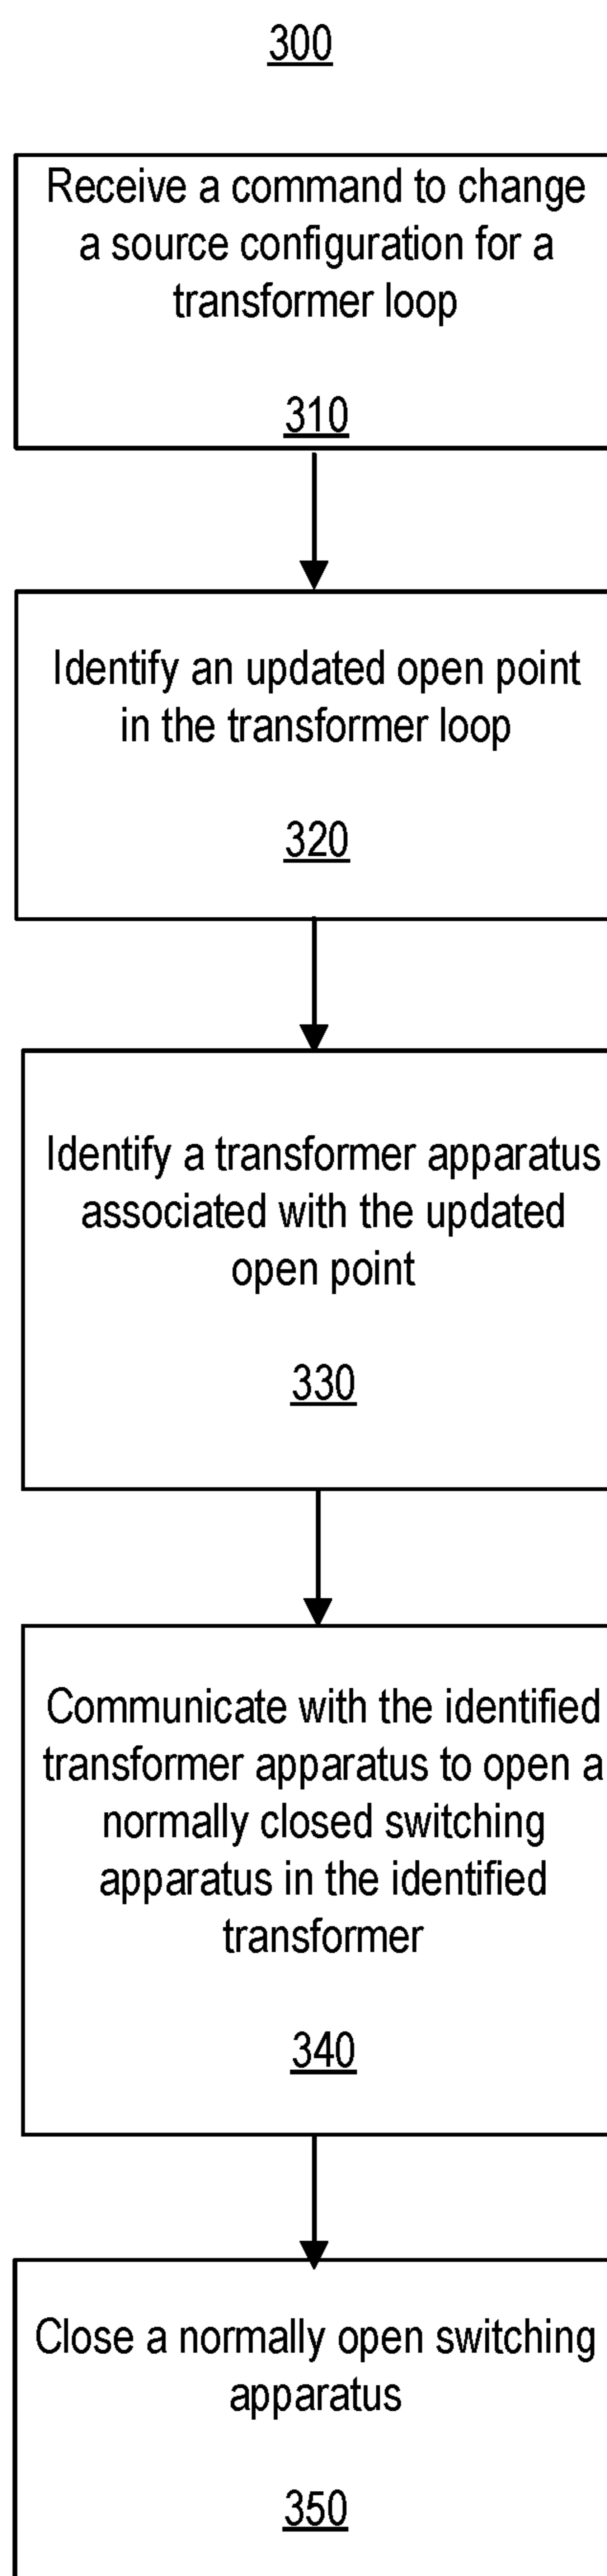 300
Receive a command to change
a source configuration for a
transformer loop
310
Identify an updated open point
in the transformer loop
320
Identify a transformer apparatus
associated with the updated
open point
330
Communicate with the identified
transformer apparatus to open a
normally closed switching
apparatus in the identified
transformer
340
Close a normally open switching
apparatus
350